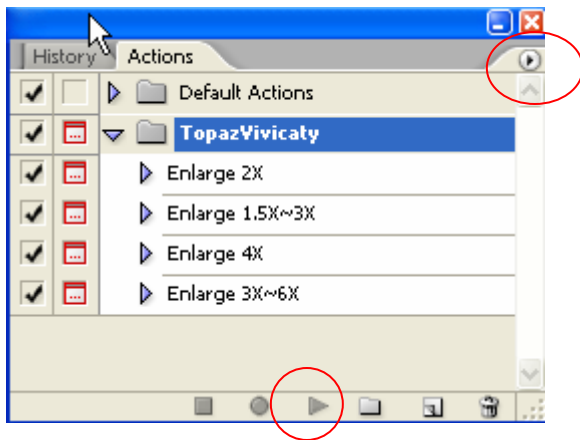 History Actions
Default Actions
TopazVivicaty
Enlarge 2X
Enlarge 1.5X~3X
Enlarge 4X
Enlarge 3X~6X